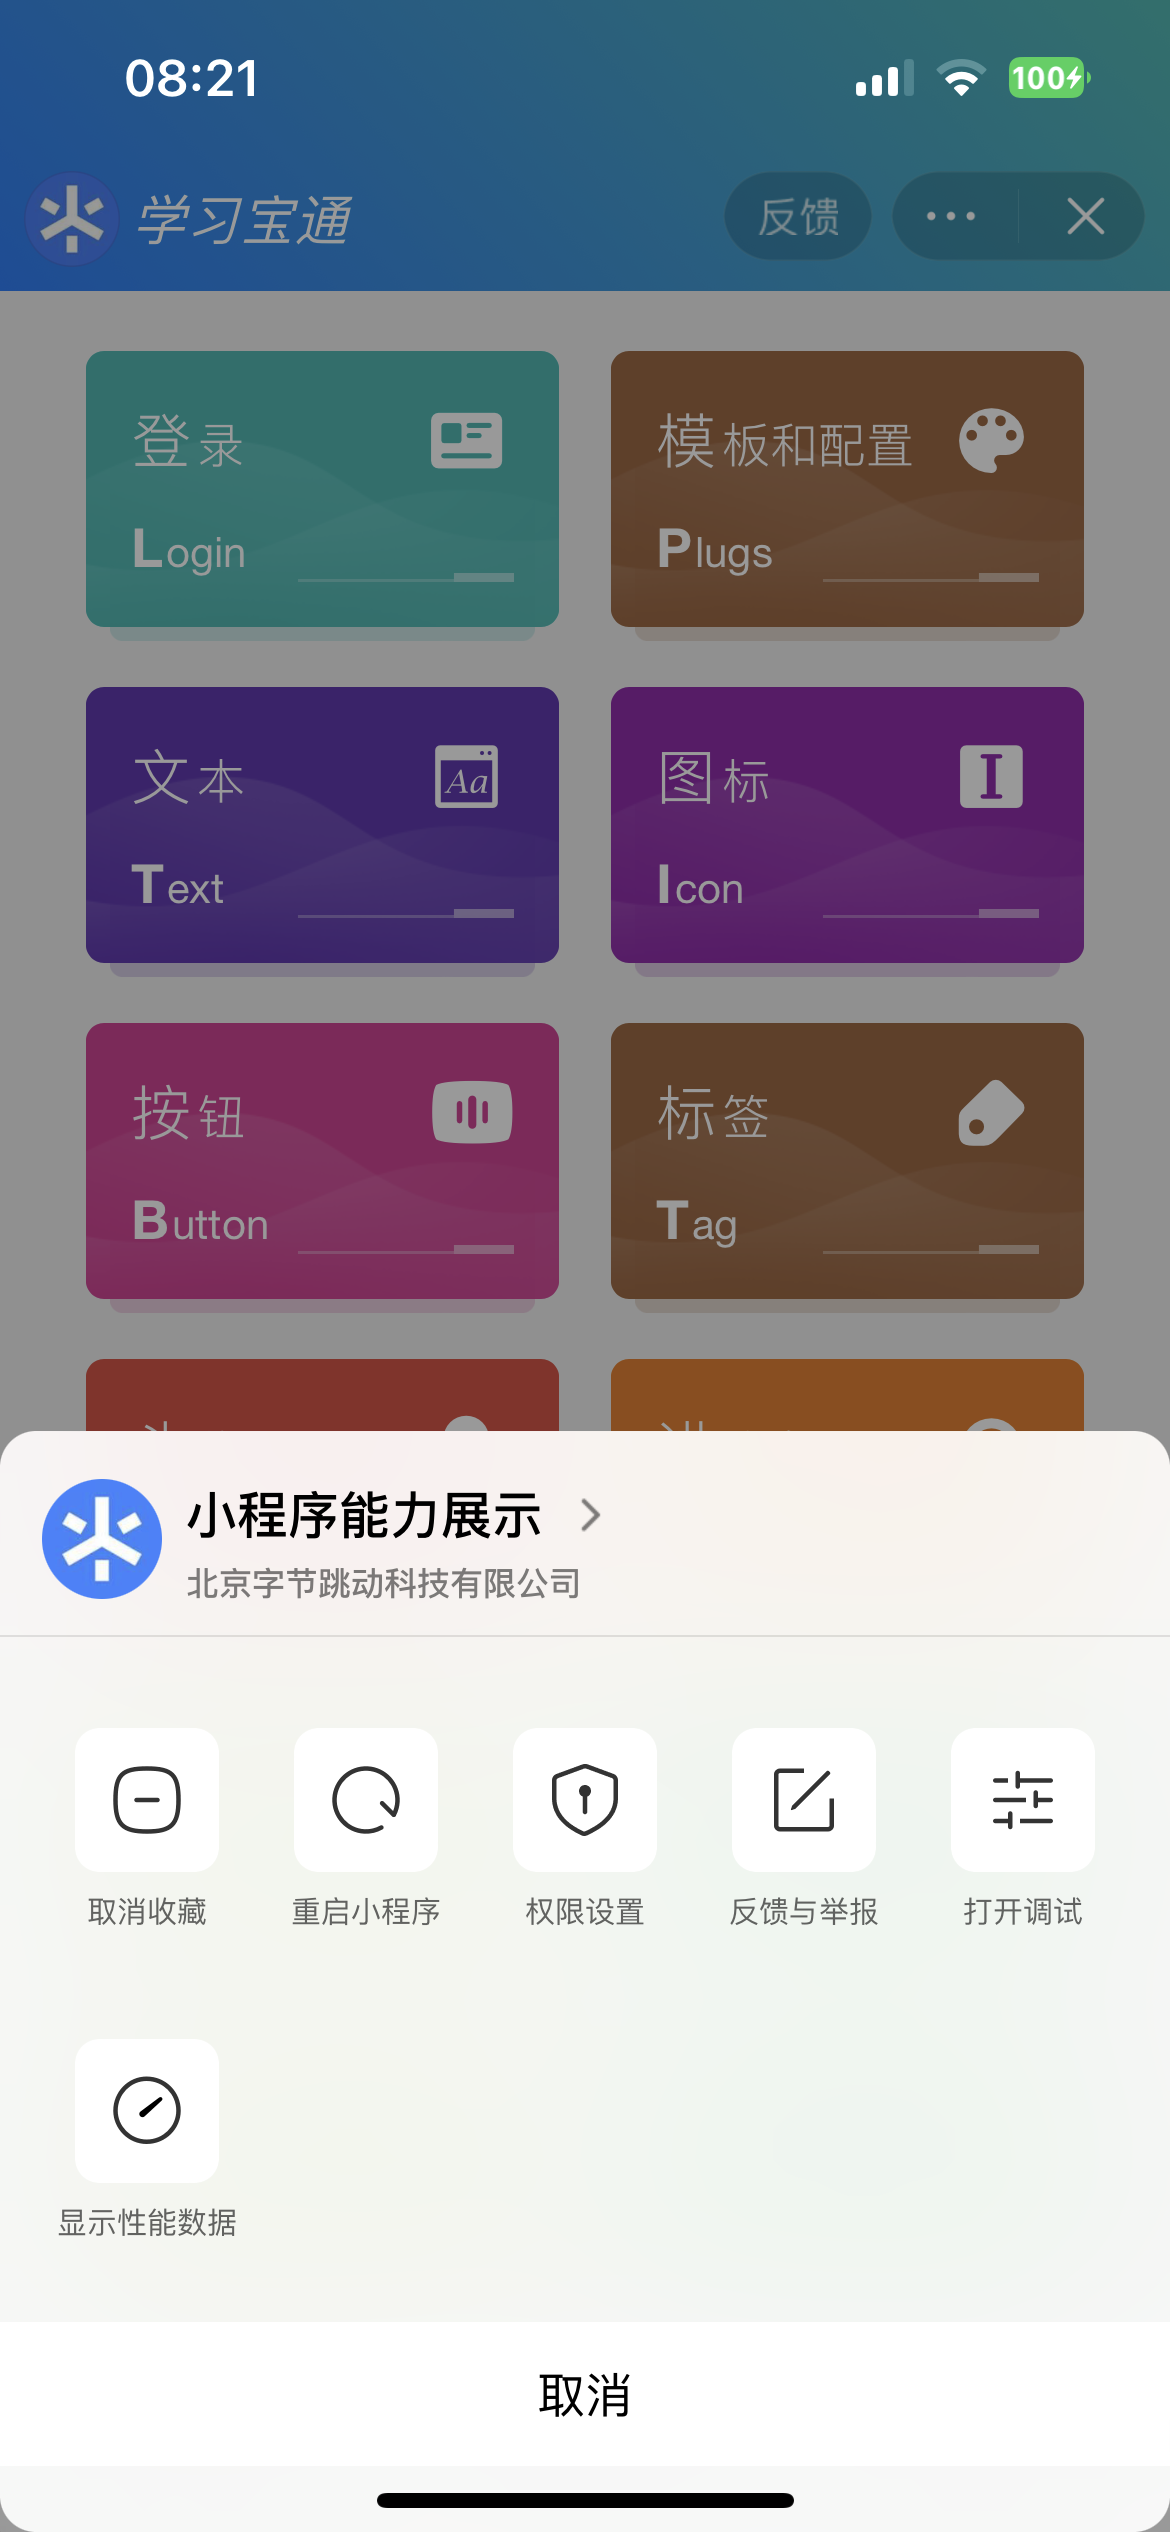 08:21
100
学习宝通
反馈
登录
Login
模板和配置
Plugs
文本
Aa
Text
图标
Icon
按钮
Button
标签
Tag
小程序能力展示
北京字节跳动科技有限公司
取消收藏
重启小程序
权限设置
反馈与举报
打开调试
显示性能数据
取消